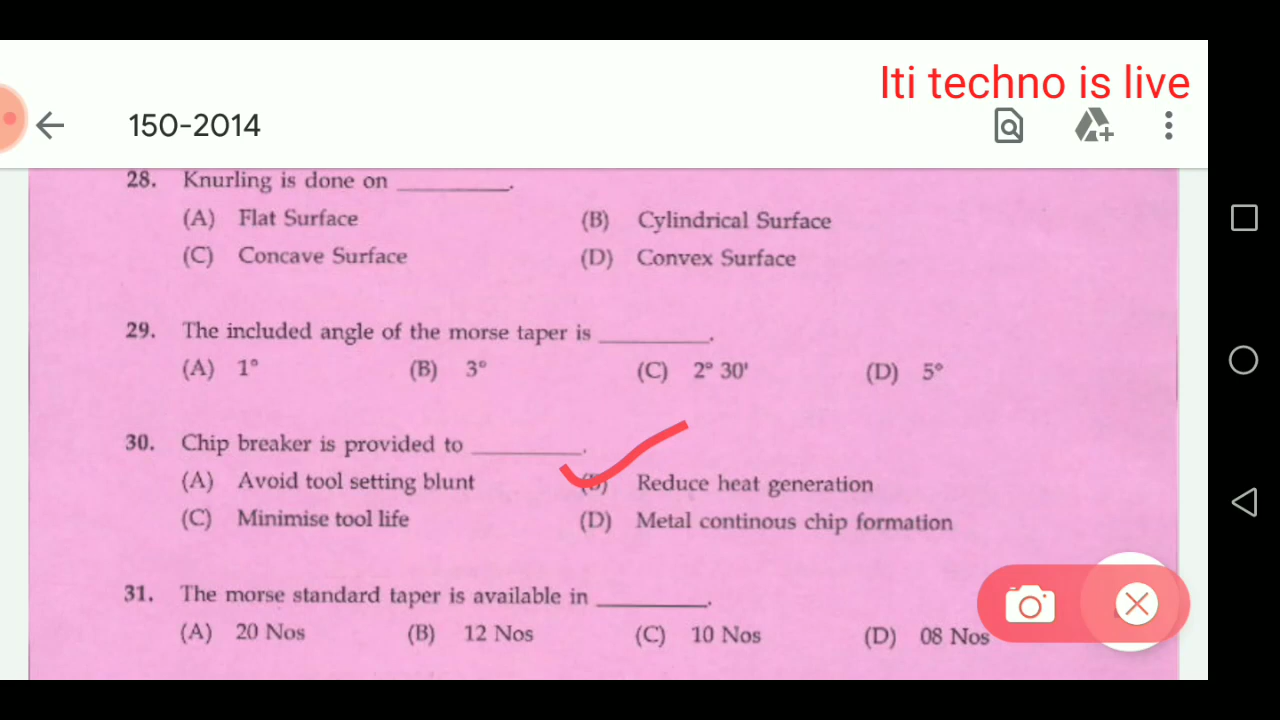 Iti techno is live
150-2014
28. Knurling is done on ________.
(A) Flat Surface (B) Cylindrical Surface
(C) Concave Surface (D) Convex Surface
29. The included angle of the morse taper is ________.
(A) 1° (B) 3° (C) 2° 30' (D) 5°
30. Chip breaker is provided to ________.
(A) Avoid tool setting blunt (B) Reduce heat generation
(C) Minimise tool life (D) Metal continous chip formation
31. The morse standard taper is available in ________.
(A) 20 Nos (B) 12 Nos (C) 10 Nos (D) 08 Nos